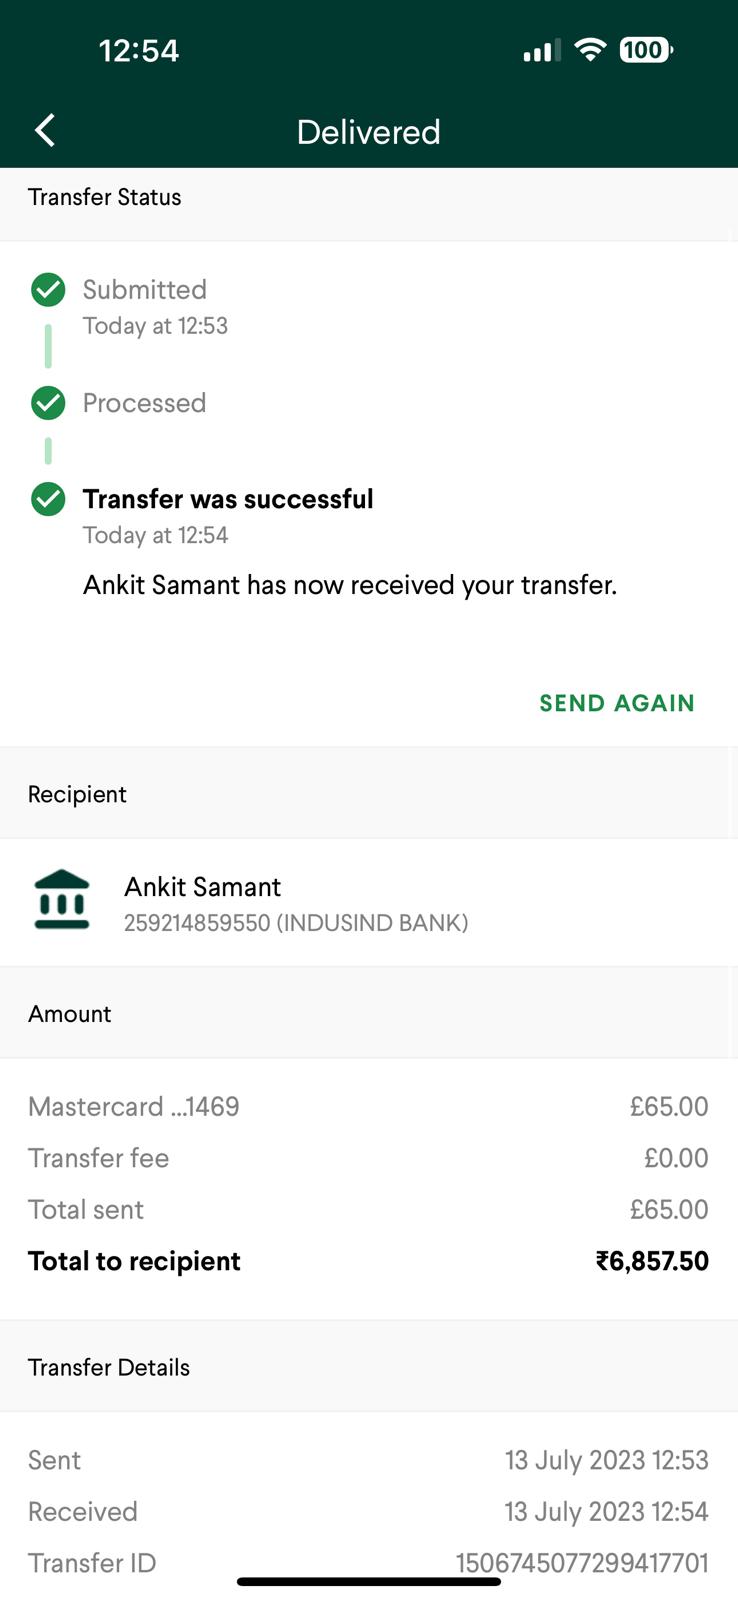 12:54
100
Delivered
Transfer Status
Submitted
Today at 12:53
Processed
Transfer was successful
Today at 12:54
Ankit Samant has now received your transfer.
SEND AGAIN
Recipient
Ankit Samant
259214859550 (INDUSIND BANK)
Amount
Mastercard ...1469 £65.00
Transfer fee £0.00
Total sent £65.00
Total to recipient ₹6,857.50
Transfer Details
Sent 13 July 2023 12:53
Received 13 July 2023 12:54
Transfer ID 1506745077299417701